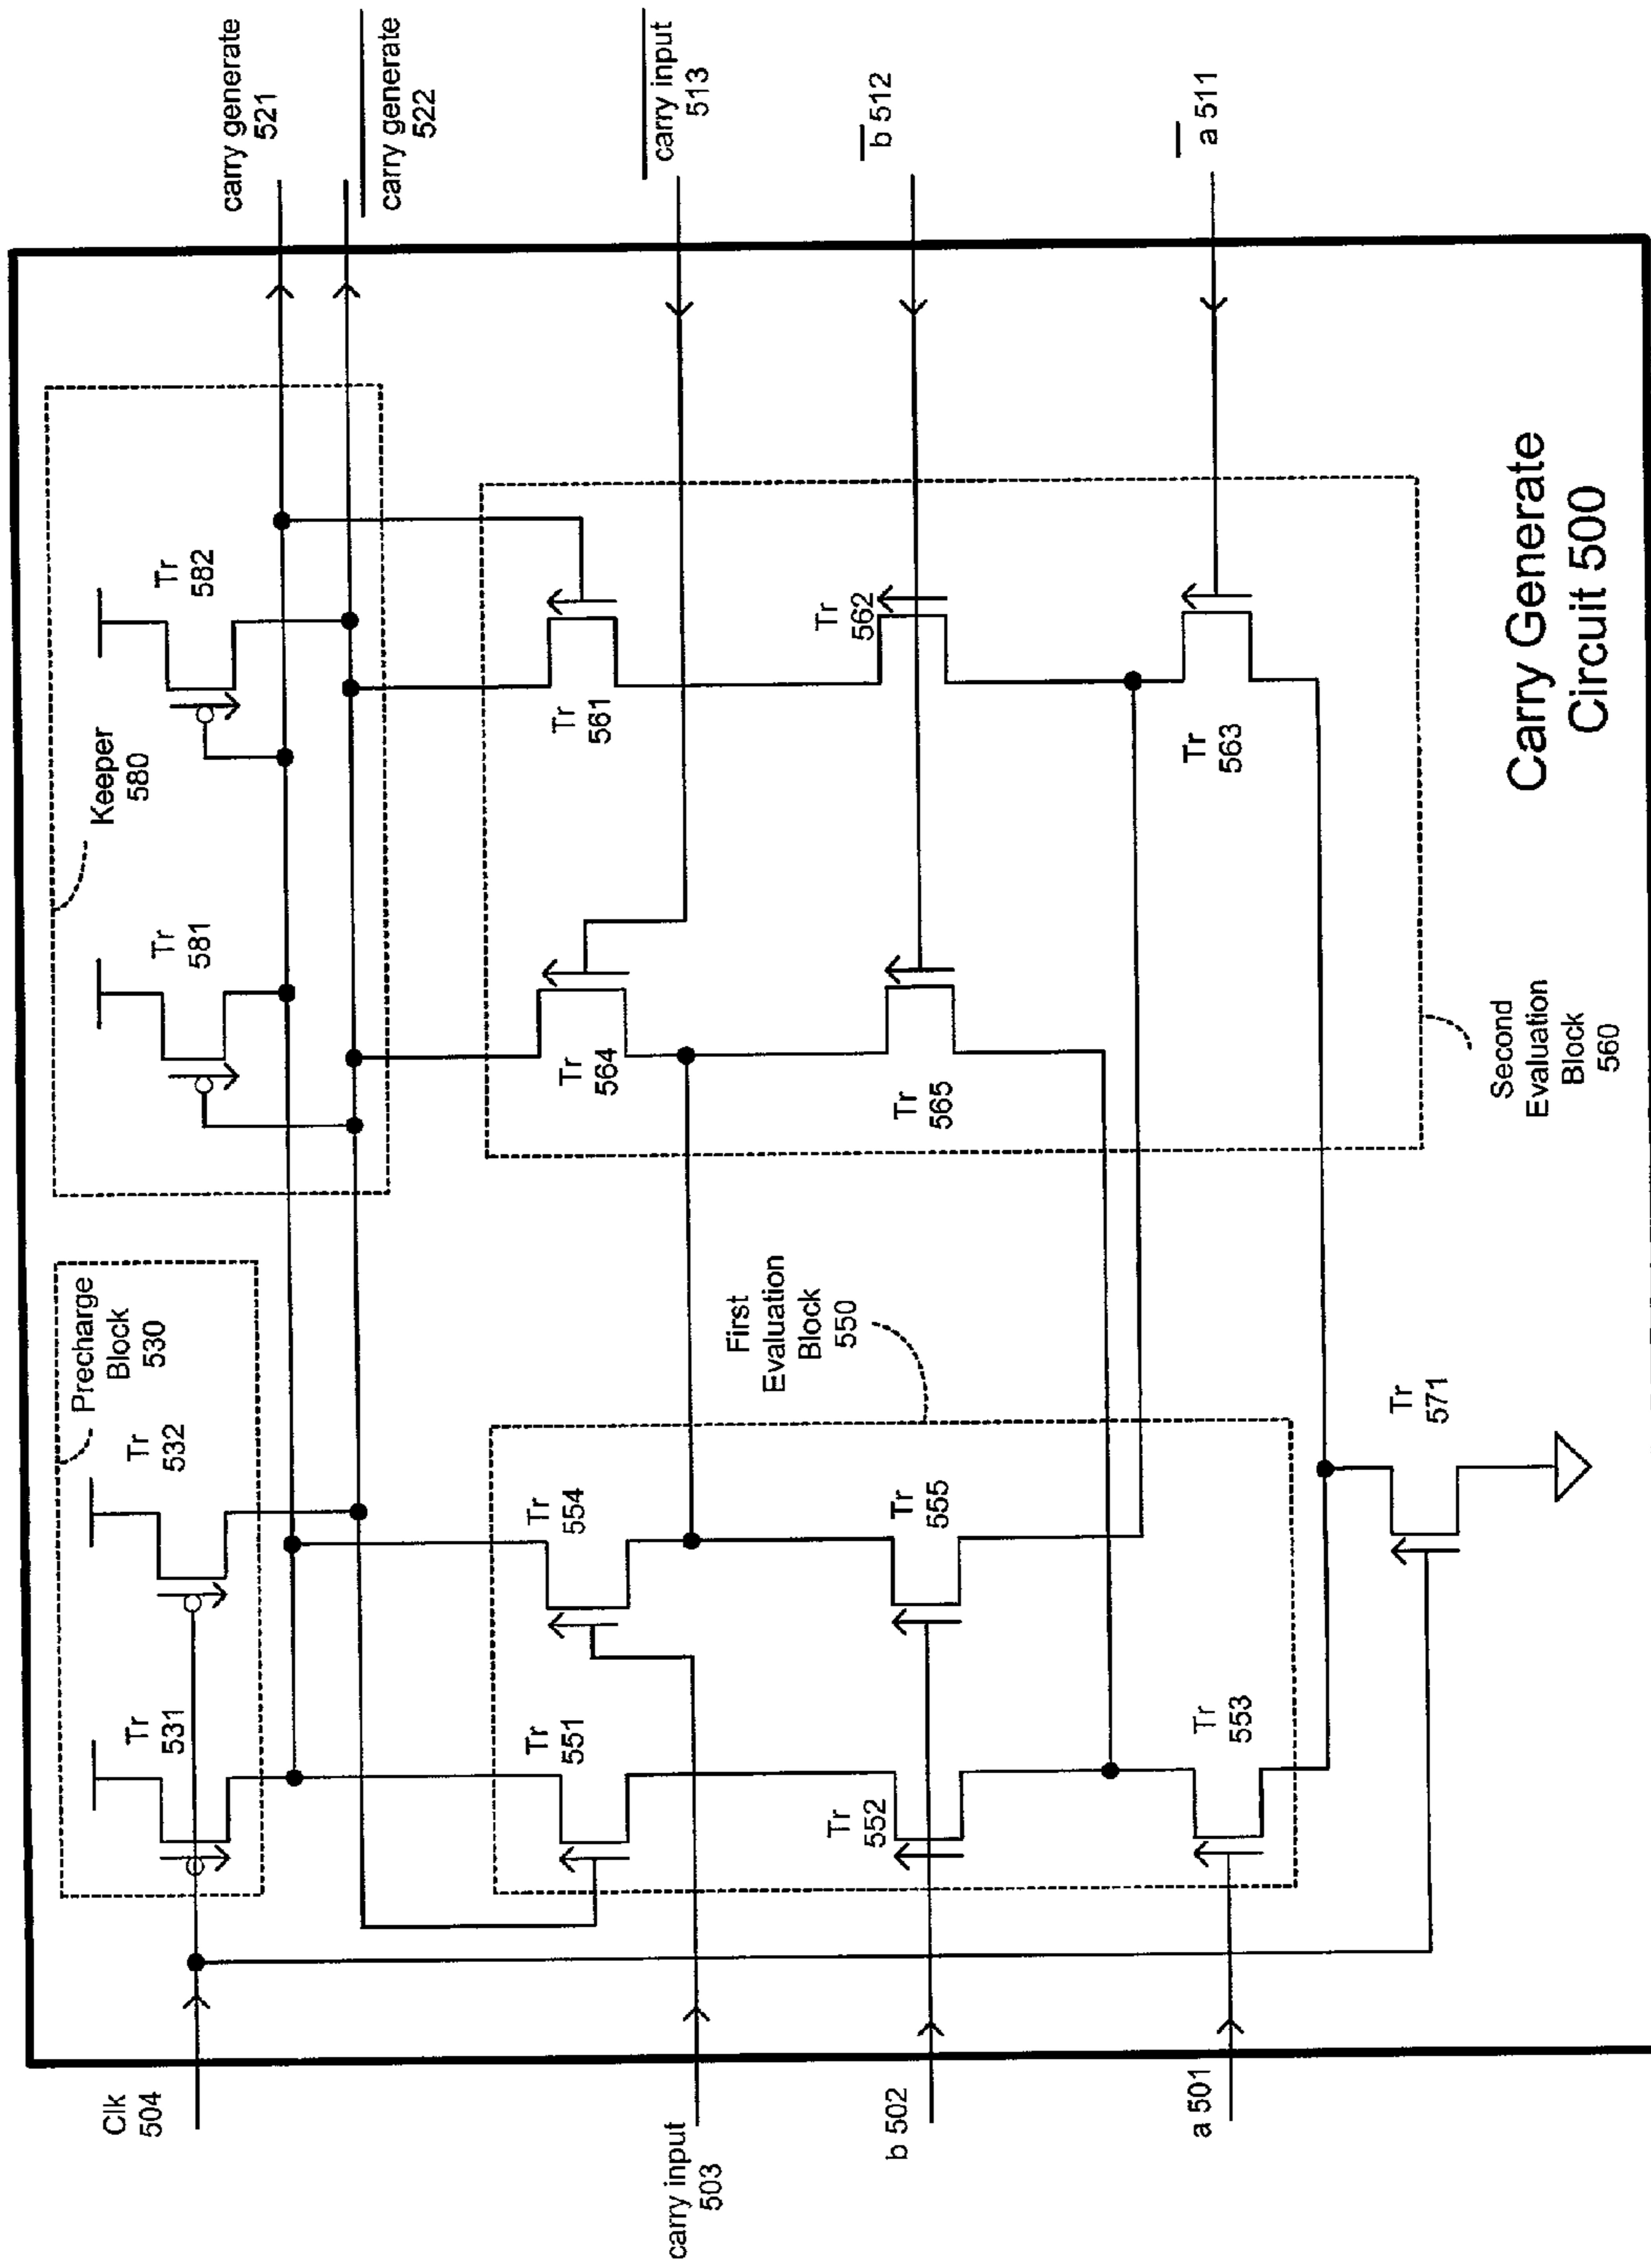 Clk
504
carry input
503
b 502
a 501
Precharge
Block
530
Tr
531
Tr
532
Keeper
580
Tr
581
Tr
582
carry generate
521
carry generate
522
carry input
513
b 512
a 511
First
Evaluation
Block
550
Tr
551
Tr
554
Tr
552
Tr
555
Tr
553
Tr
564
Tr
561
Tr
565
Tr
562
Tr
563
Tr
571
Second
Evaluation
Block
560
Carry Generate
Circuit 500